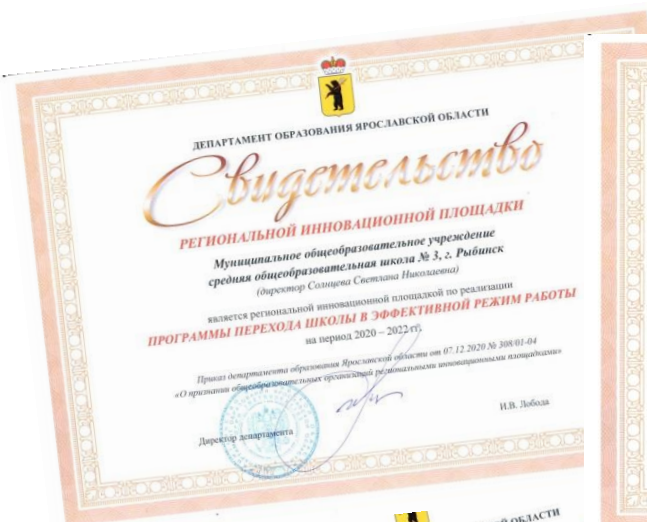 ДЕПАРТАМЕНТ ОБРАЗОВАНИЯ ЯРОСЛАВСКОЙ ОБЛАСТИ
Свидетельство
РЕГИОНАЛЬНОЙ ИННОВАЦИОННОЙ ПЛОЩАДКИ
Муниципальное общеобразовательное учреждение
средняя общеобразовательная школа № 3, г. Рыбинск
(директор Солнцева Светлана Николаевна)
является региональной инновационной площадкой по реализации
ПРОГРАММЫ ПЕРЕХОДА ШКОЛЫ В ЭФФЕКТИВНОЙ РЕЖИМ РАБОТЫ
на период 2020 – 2022 гг.
Приказ департамента образования Ярославской области от 07.12.2020 № 308/01-04
«О признании общеобразовательных организаций региональными инновационными площадками»
Директор департамента
И.В. Лобода
ОБЛАСТИ